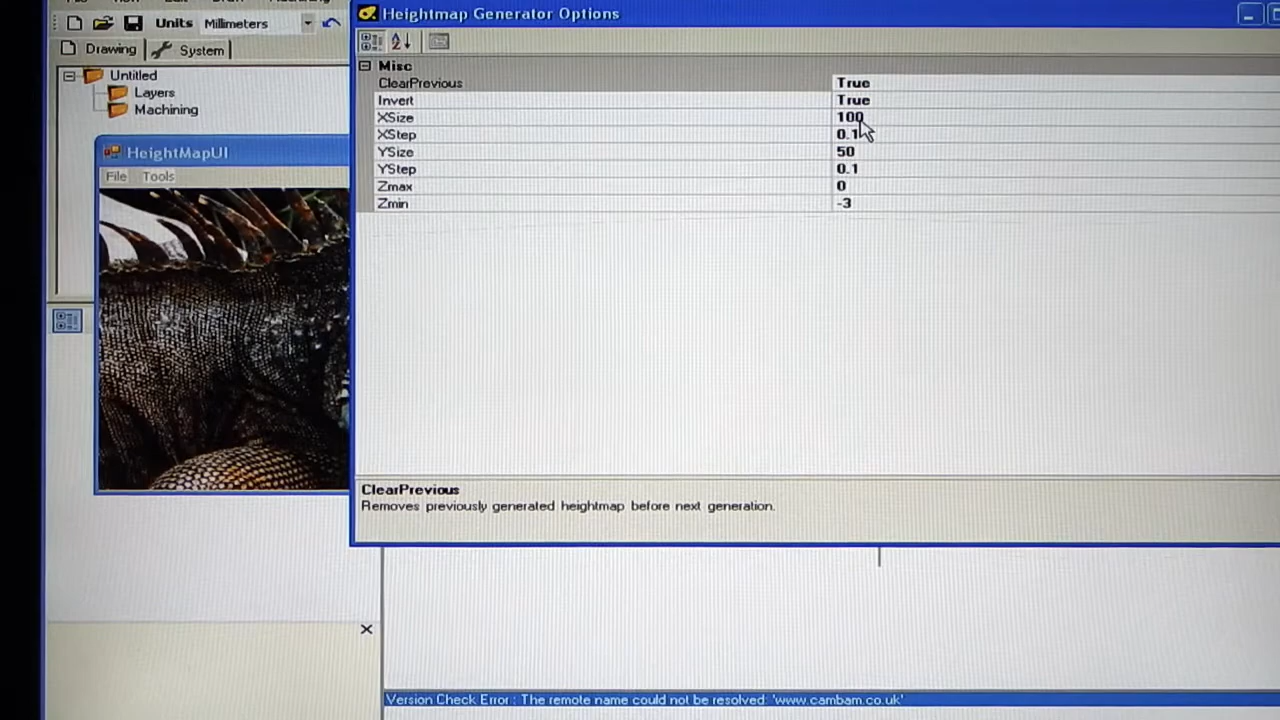 Units Millimeters
Drawing System
Untitled
Layers
Machining
HeightMapUI
File Tools
Heightmap Generator Options
Misc
ClearPrevious True
Invert True
XSize 100
XStep 0.1
YSize 50
YStep 0.1
Zmax 0
Zmin -3
ClearPrevious
Removes previously generated heightmap before next generation.
Version Check Error : The remote name could not be resolved: 'www.cambam.co.uk'